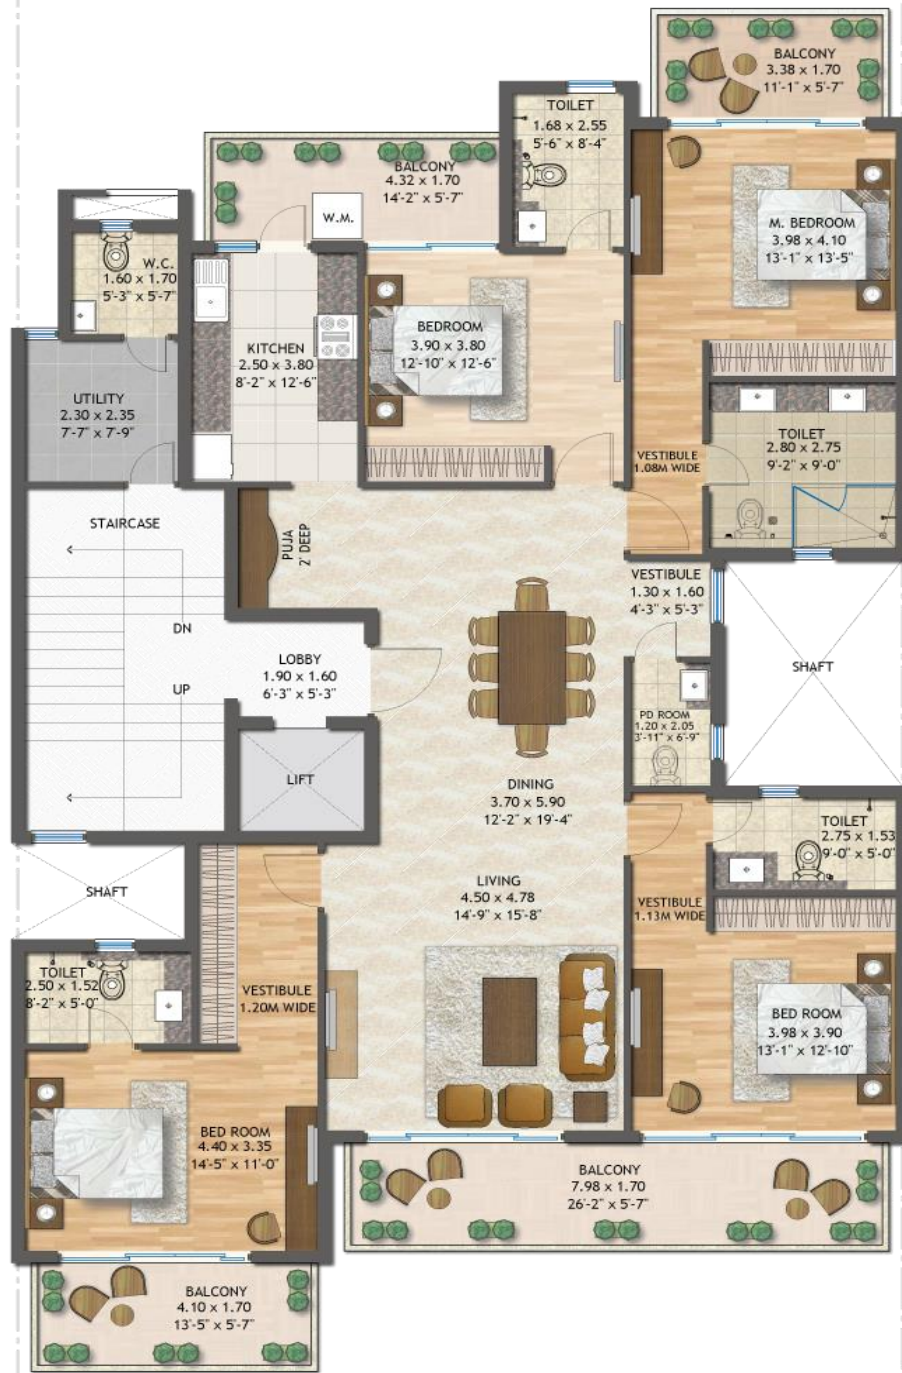 BALCONY
3.38 x 1.70
11'-1" x 5'-7"
TOILET
1.68 x 2.55
5'-6" x 8'-4"
BALCONY
4.32 x 1.70
14'-2" x 5'-7"
W.M.
M. BEDROOM
3.98 x 4.10
13'-1" x 13'-5"
W.C.
1.60 x 1.70
5'-3" x 5'-7"
BEDROOM
3.90 x 3.80
12'-10" x 12'-6"
KITCHEN
2.50 x 3.80
8'-2" x 12'-6"
UTILITY
2.30 x 2.35
7'-7" x 7'-9"
TOILET
2.80 x 2.75
9'-2" x 9'-0"
VESTIBULE
1.08M WIDE
STAIRCASE
PUJA
2' DEEP
VESTIBULE
1.30 x 1.60
4'-3" x 5'-3"
DN
LOBBY
1.90 x 1.60
6'-3" x 5'-3"
SHAFT
UP
PD ROOM
1.20 x 2.05
3'-11" x 6'-9"
LIFT
DINING
3.70 x 5.90
12'-2" x 19'-4"
TOILET
2.75 x 1.53
9'-0" x 5'-0"
SHAFT
LIVING
4.50 x 4.78
14'-9" x 15'-8"
VESTIBULE
1.13M WIDE
TOILET
2.50 x 1.52
8'-2" x 5'-0"
VESTIBULE
1.20M WIDE
BED ROOM
3.98 x 3.90
13'-1" x 12'-10"
BED ROOM
4.40 x 3.35
14'-5" x 11'-0"
BALCONY
7.98 x 1.70
26'-2" x 5'-7"
BALCONY
4.10 x 1.70
13'-5" x 5'-7"